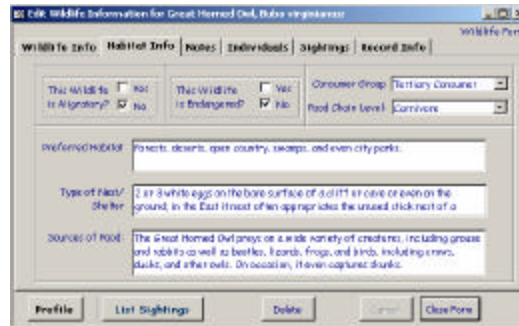 Edit Wildlife Information for Great Horned Owl, Bubo virginianus
Wildlife Form
Wildlife Info Habitat Info Notes Individuals Sightings Record Info
This Wildlife Yes This Wildlife Yes Consumer Group Tertiary Consumer
is Migratory? No is Endangered? No Food Chain Level: Carnivore
Preferred Habitat Forests, deserts, open country, swamps, and even city parks.
Type of Nest/ 2 or 3 white eggs on the bare surface of a cliff or cave or even on the
Shelter ground; in the East it most often appropriates the unused stick nest of a
Sources of Food: The Great Horned Owl preys on a wide variety of creatures, including grouse
and rabbits as well as beetles, lizards, frogs, and birds, including crows,
ducks, and other owls. On occasion, it even captures skunks.
Profile List Sightings Delete Cancel Close Form